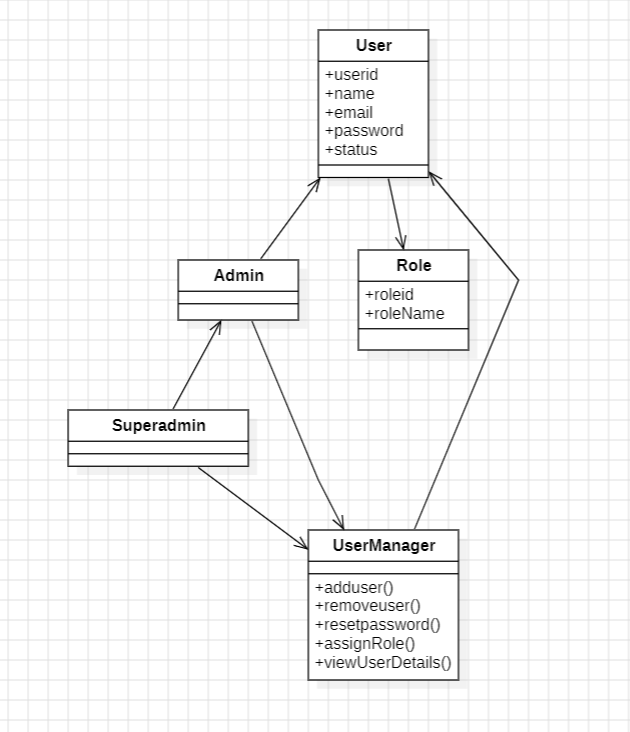 User
+userid
+name
+email
+password
+status
Admin
Role
+roleid
+roleName
Superadmin
UserManager
+adduser()
+removeuser()
+resetpassword()
+assignRole()
+viewUserDetails()